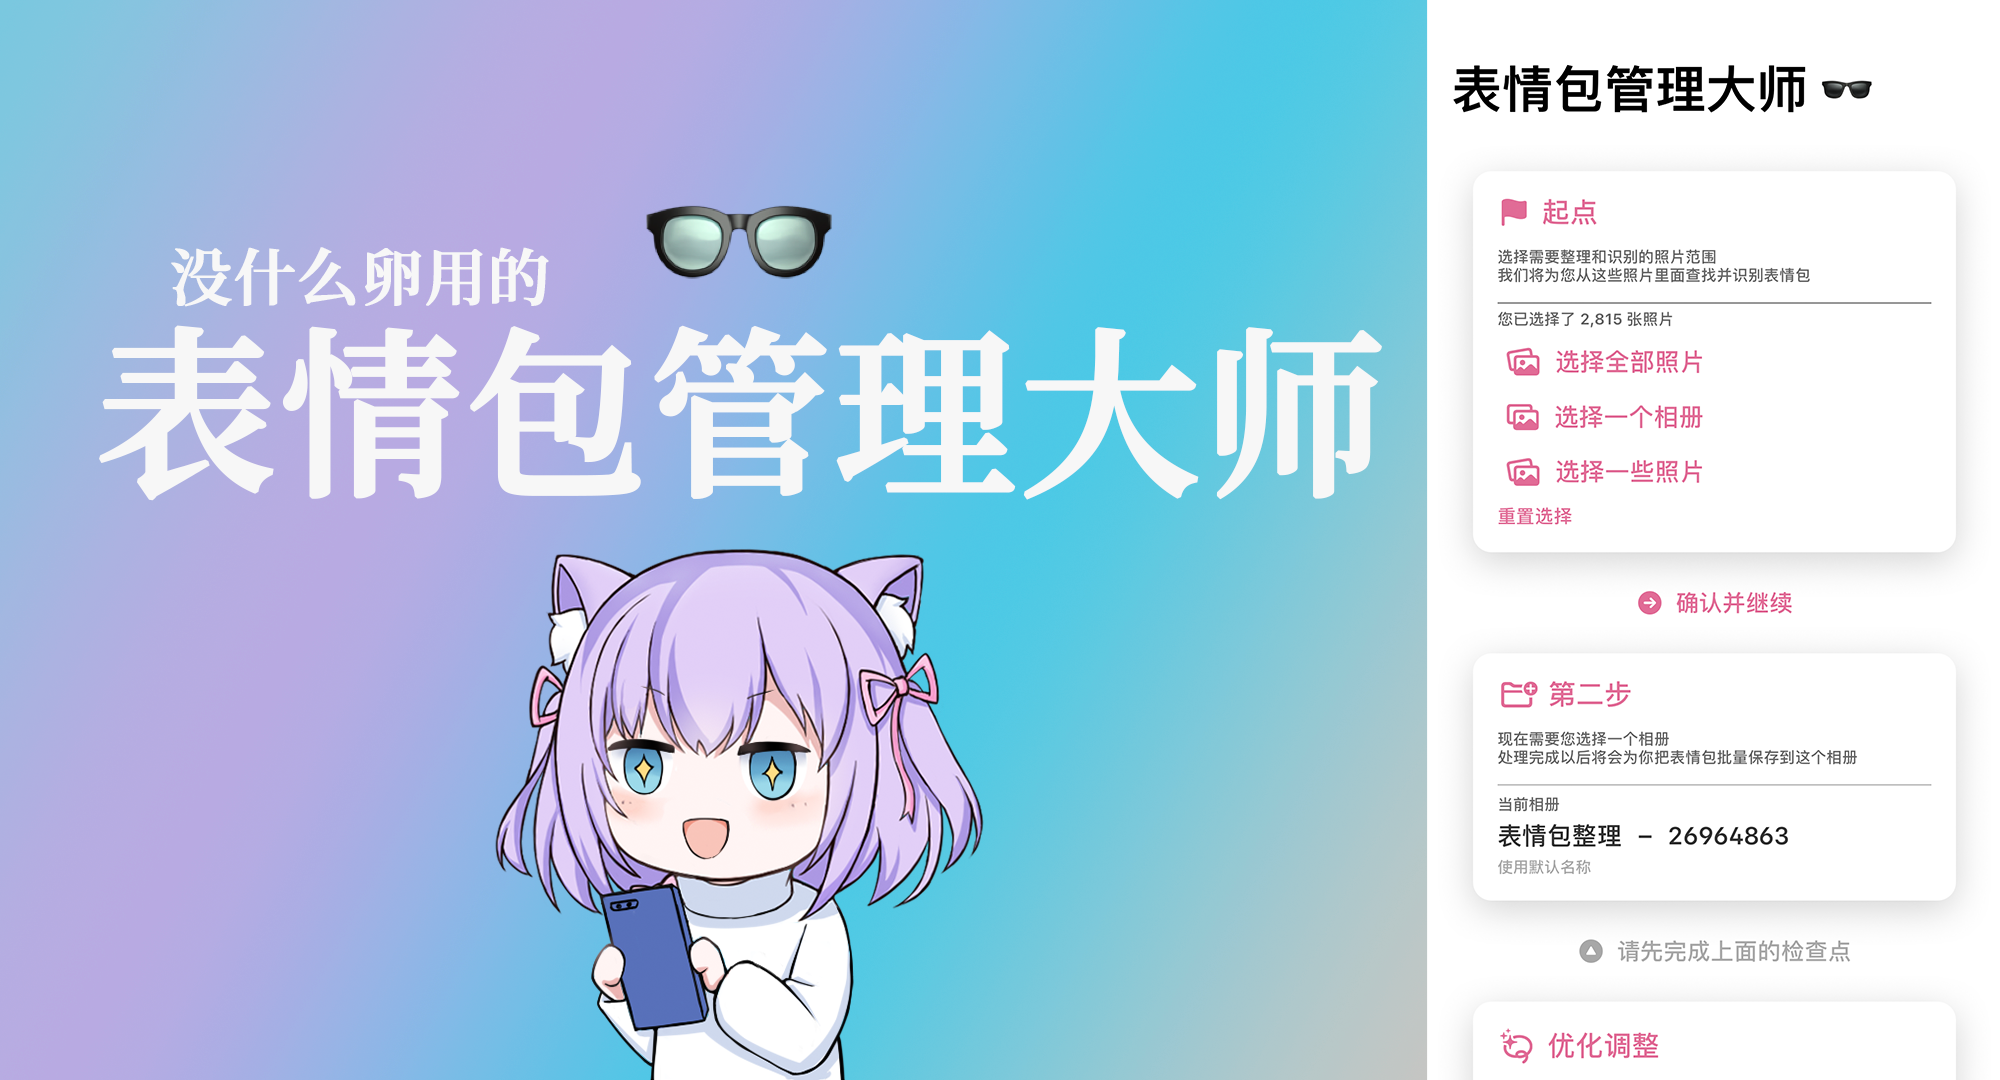 没什么卵用的
表情包管理大师
表情包管理大师 🕶️
起点
选择需要整理和识别的照片范围
我们将为您从这些照片里面查找并识别表情包
您已选择了 2,815 张照片
选择全部照片
选择一个相册
选择一些照片
重置选择
确认并继续
第二步
现在需要您选择一个相册
处理完成以后将会为你把表情包批量保存到这个相册
当前相册
表情包整理 – 26964863
使用默认名称
请先完成上面的检查点
优化调整